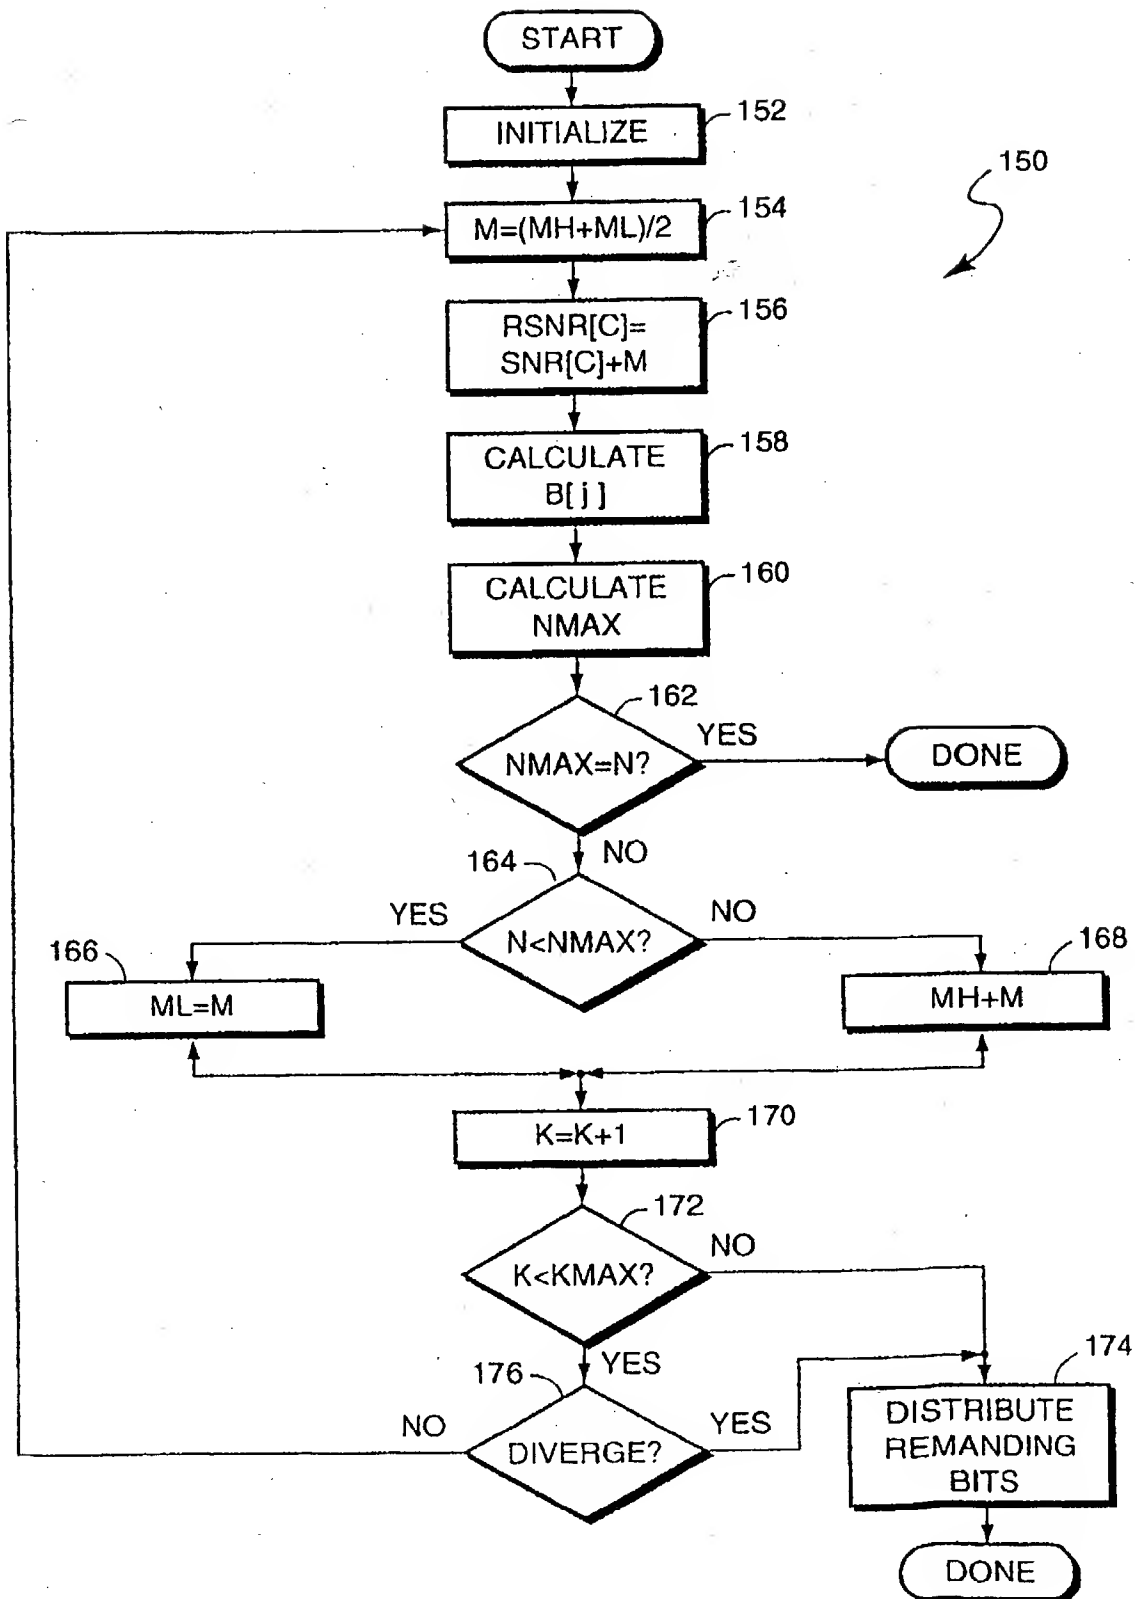 START
INITIALIZE
152
150
M=(MH+ML)/2
154
RSNR[C]=
SNR[C]+M
156
CALCULATE
B[j]
158
CALCULATE
NMAX
160
NMAX=N?
162
YES
DONE
NO
164
N<NMAX?
YES
NO
166
ML=M
168
MH+M
K=K+1
170
K<KMAX?
172
NO
YES
176
DIVERGE?
NO
YES
174
DISTRIBUTE
REMANDING
BITS
DONE